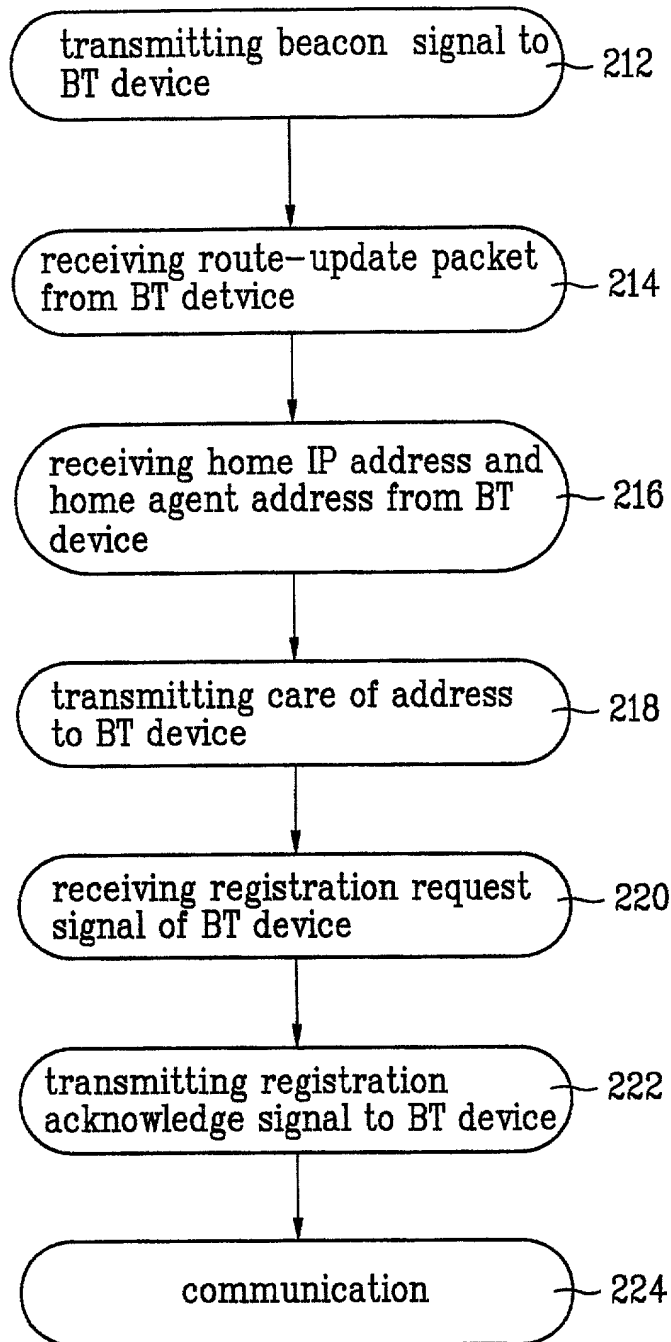 transmitting beacon signal to
BT device
212
receiving route-update packet
from BT detvice
214
receiving home IP address and
home agent address from BT
device
216
transmitting care of address
to BT device
218
receiving registration request
signal of BT device
220
transmitting registration
acknowledge signal to BT device
222
communication
224